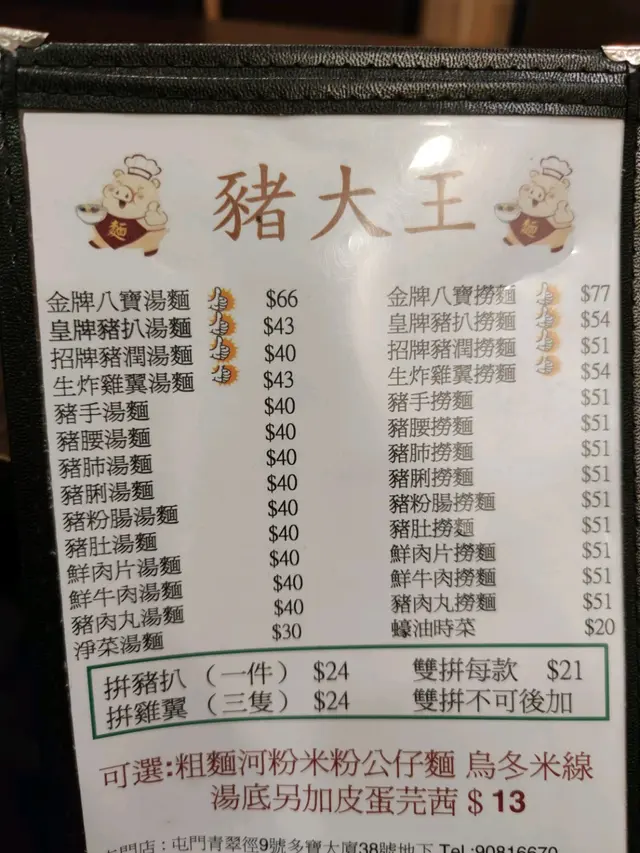 麵
豬大王
麵
金牌八寶湯麵 $66
皇牌豬扒湯麵 $43
招牌豬潤湯麵 $40
生炸雞翼湯麵 $43
豬手湯麵 $40
豬腰湯麵 $40
豬肺湯麵 $40
豬脷湯麵 $40
豬粉腸湯麵 $40
豬肚湯麵 $40
鮮肉片湯麵 $40
鮮牛肉湯麵 $40
豬肉丸湯麵 $40
淨菜湯麵 $30
金牌八寶撈麵 $77
皇牌豬扒撈麵 $54
招牌豬潤撈麵 $51
生炸雞翼撈麵 $54
豬手撈麵 $51
豬腰撈麵 $51
豬肺撈麵 $51
豬脷撈麵 $51
豬粉腸撈麵 $51
豬肚撈麵 $51
鮮肉片撈麵 $51
鮮牛肉撈麵 $51
豬肉丸撈麵 $51
蠔油時菜 $20
拼豬扒（一件） $24 雙拼每款 $21
拼雞翼（三隻） $24 雙拼不可後加
可選:粗麵河粉米粉公仔麵 烏冬米線
湯底另加皮蛋芫茜 $ 13
門店：屯門青翠徑9號多寶大廈38號地下 Tel :90816670